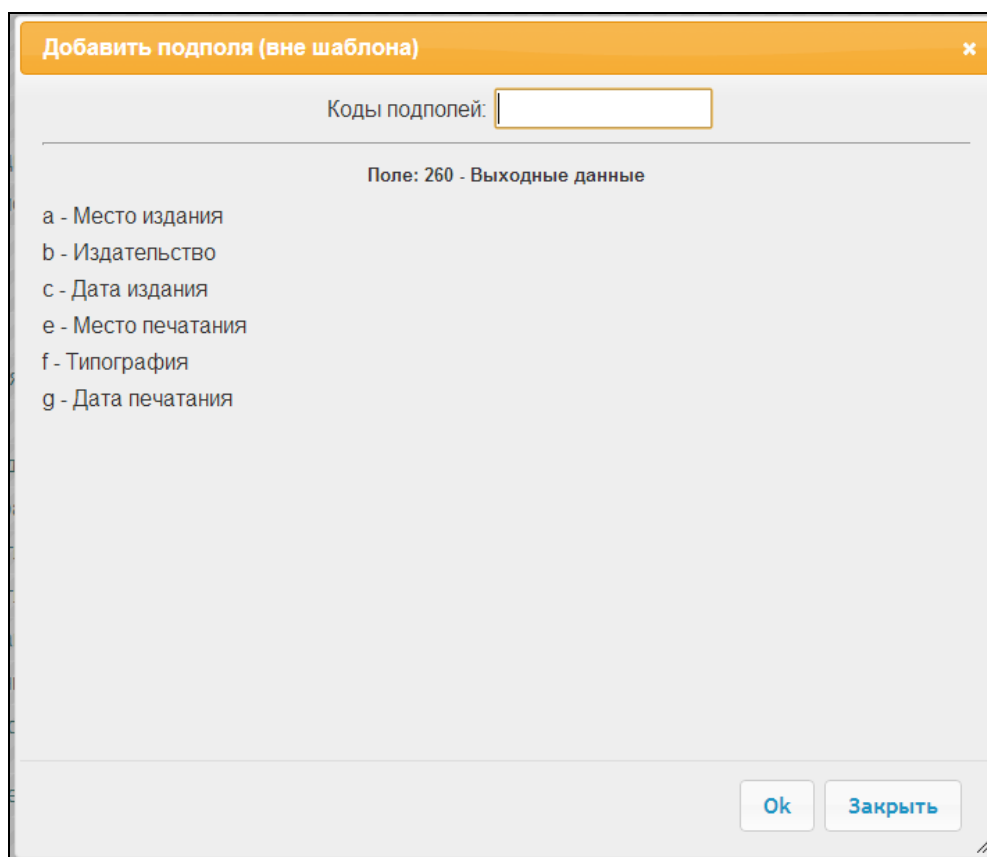 Добавить подполя (вне шаблона)
Коды подполей:
Поле: 260 - Выходные данные
a - Место издания
b - Издательство
c - Дата издания
e - Место печатания
f - Типография
g - Дата печатания
Ok Закрыть